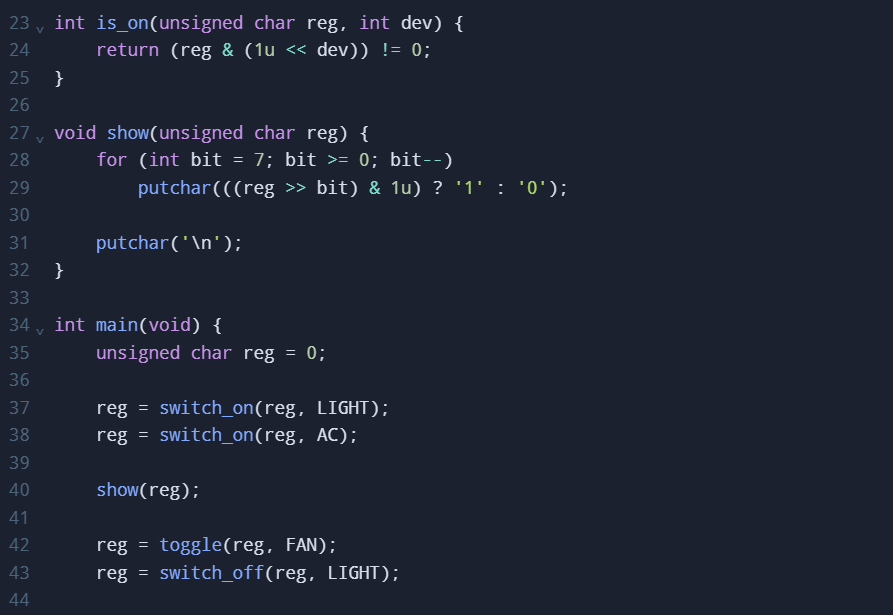 23 int is_on(unsigned char reg, int dev) {
24     return (reg & (1u << dev)) != 0;
25 }
26
27 void show(unsigned char reg) {
28     for (int bit = 7; bit >= 0; bit--)
29         putchar(((reg >> bit) & 1u) ? '1' : '0');
30
31     putchar('\n');
32 }
33
34 int main(void) {
35     unsigned char reg = 0;
36
37     reg = switch_on(reg, LIGHT);
38     reg = switch_on(reg, AC);
39
40     show(reg);
41
42     reg = toggle(reg, FAN);
43     reg = switch_off(reg, LIGHT);
44